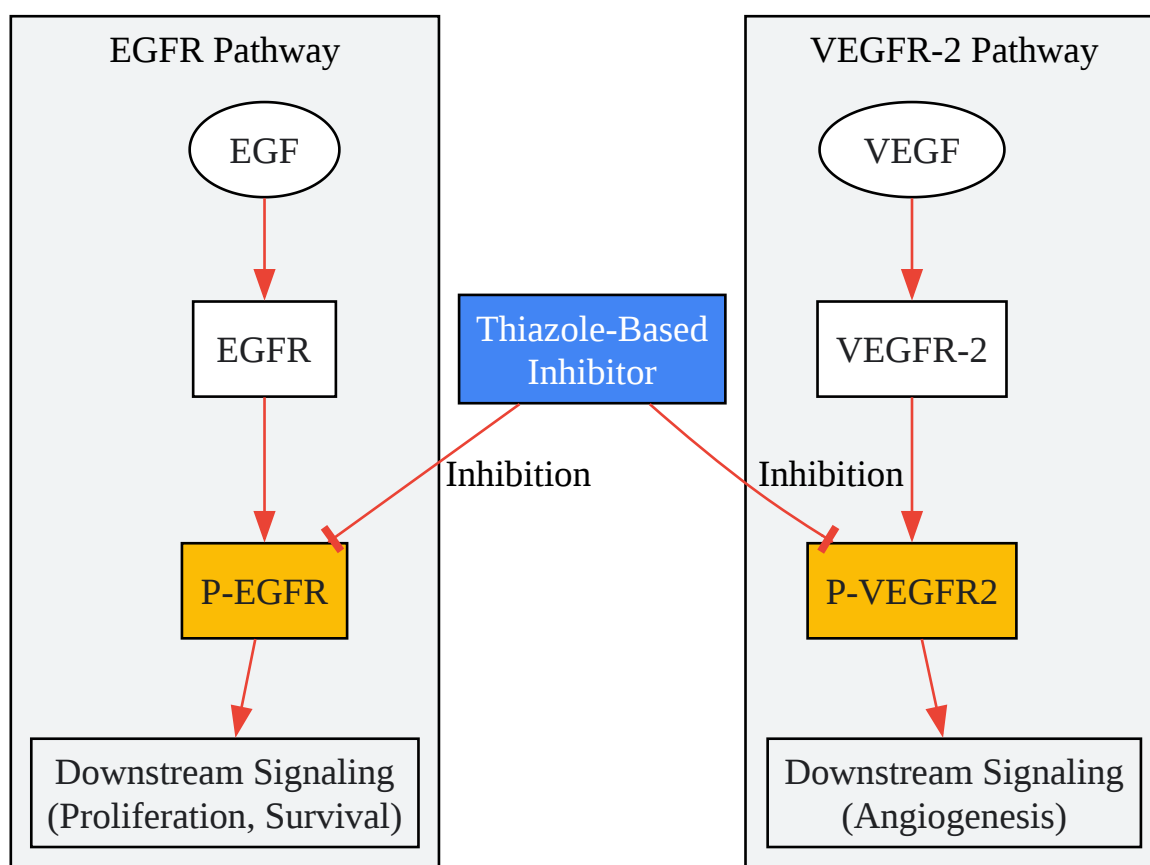 EGFR Pathway
EGF
EGFR
P-EGFR
Downstream Signaling
(Proliferation, Survival)
Thiazole-Based
Inhibitor
Inhibition
Inhibition
VEGFR-2 Pathway
VEGF
VEGFR-2
P-VEGFR2
Downstream Signaling
(Angiogenesis)